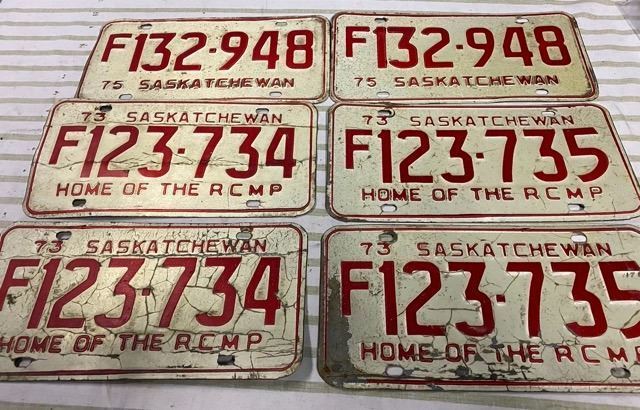 F132·948
75 SASKATCHEWAN
F132·948
75 SASKATCHEWAN
73 SASKATCHEWAN
F123·734
HOME OF THE RCMP
73 SASKATCHEWAN
F123·735
HOME OF THE RCMP
73 SASKATCHEWAN
F123·734
HOME OF THE RCMP
73 SASKATCHEWAN
F123·735
HOME OF THE RCMP